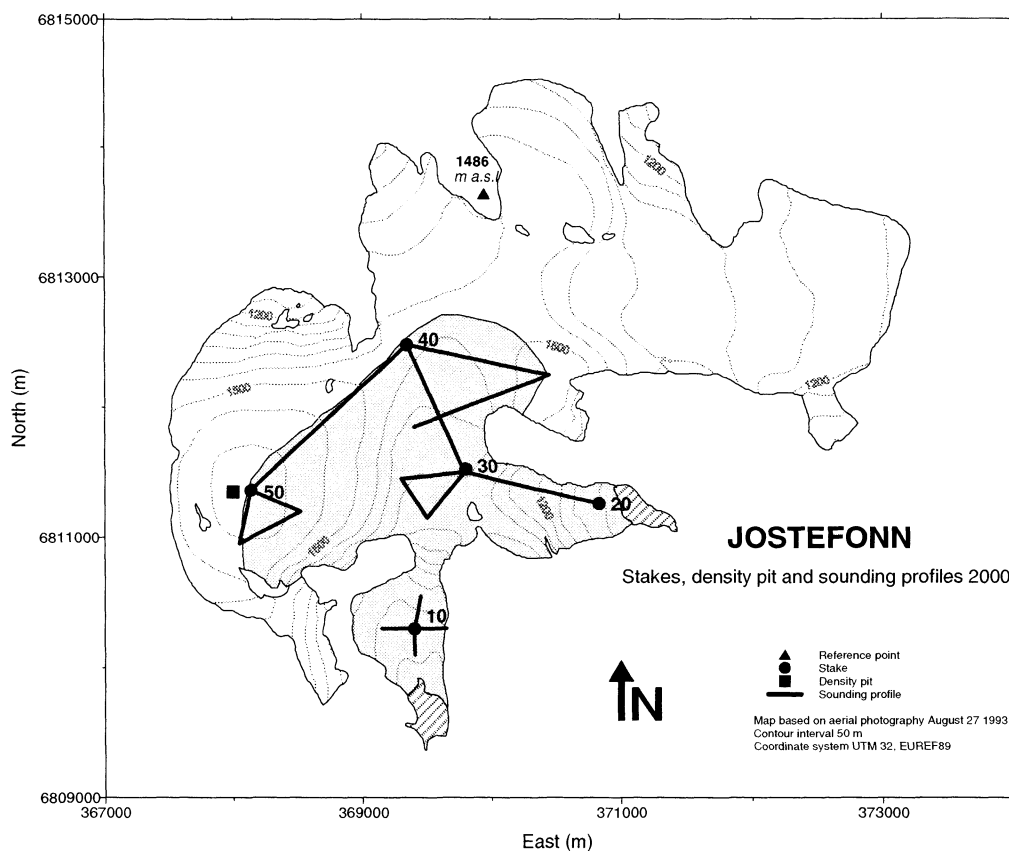 6815000
1486
m a.s.l
1200
6813000
1200
40
1500
1500
1200
North (m)
30
50
20
1200
6811000
1500
JOSTEFONN
Stakes, density pit and sounding profiles 2000
10
Reference point
Stake
Density pit
Sounding profile
N
Map based on aerial photography August 27 1993
Contour interval 50 m
Coordinate system UTM 32, EUREF89
6809000
367000
369000
371000
373000
East (m)